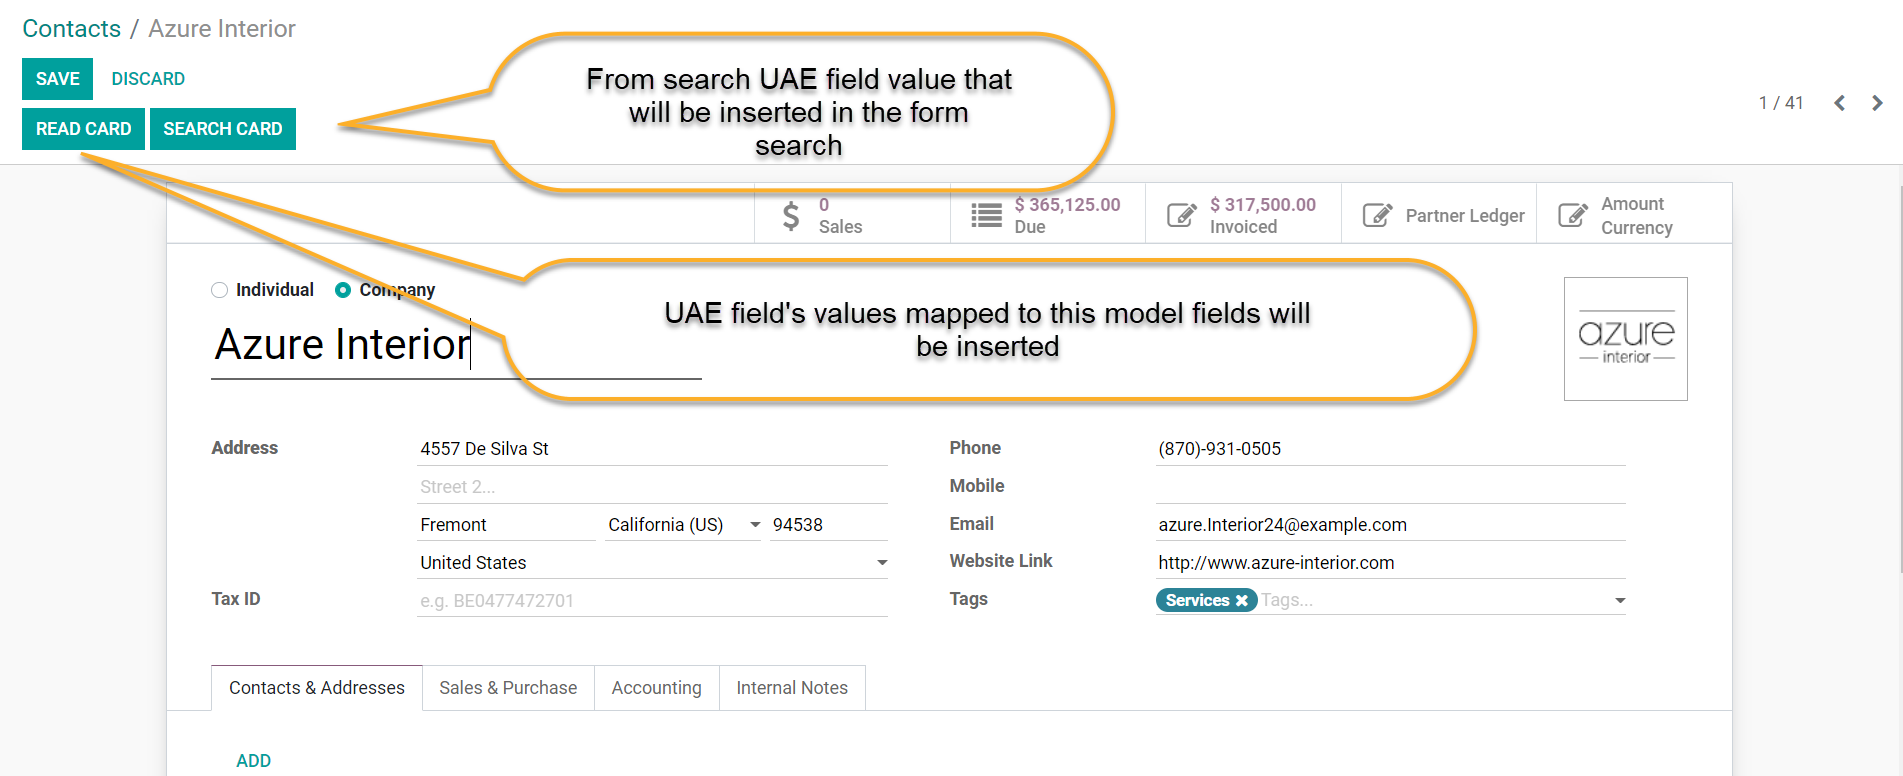 Contacts / Azure Interior
SAVE DISCARD
READ CARD SEARCH CARD
From search UAE field value that
will be inserted in the form
search
1 / 41
$ 0
Sales
$ 365,125.00
Due
$ 317,500.00
Invoiced
Partner Ledger
Amount
Currency
Individual Company
Azure Interior
UAE field's values mapped to this model fields will
be inserted
azure
interior
Address 4557 De Silva St
Street 2...
Fremont California (US) 94538
United States
Tax ID e.g. BE0477472701
Phone (870)-931-0505
Mobile
Email azure.Interior24@example.com
Website Link http://www.azure-interior.com
Tags Services Tags...
Contacts & Addresses Sales & Purchase Accounting Internal Notes
ADD